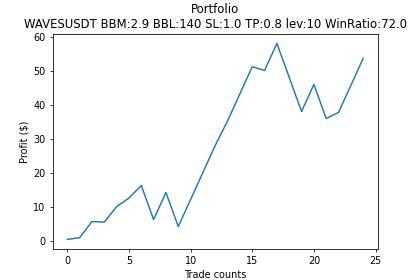 Portfolio
WAVESUSDT BBM:2.9 BBL:140 SL:1.0 TP:0.8 lev:10 WinRatio:72.0
60
50
40
30
20
10
0
Profit ($)
0 5 10 15 20 25
Trade counts